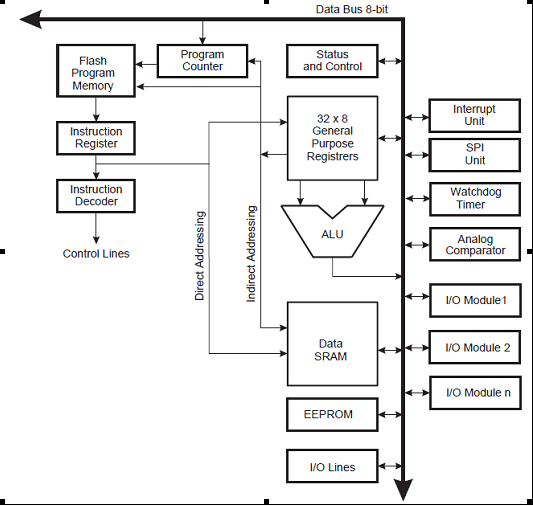 Data Bus 8-bit
Flash
Program
Memory
Program
Counter
Status
and Control
Instruction
Register
32 x 8
General
Purpose
Registrers
Interrupt
Unit
SPI
Unit
Instruction
Decoder
Watchdog
Timer
ALU
Analog
Comparator
Control Lines
Direct Addressing
Indirect Addressing
I/O Module1
Data
SRAM
I/O Module 2
I/O Module n
EEPROM
I/O Lines